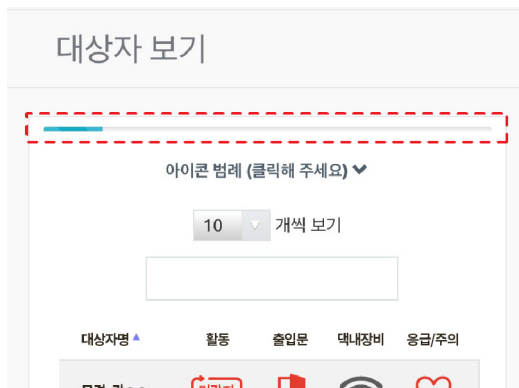 대상자 보기
아이콘 범례 (클릭해 주세요)
10 개씩 보기
대상자명 활동 출입문 댁내장비 응급/주의